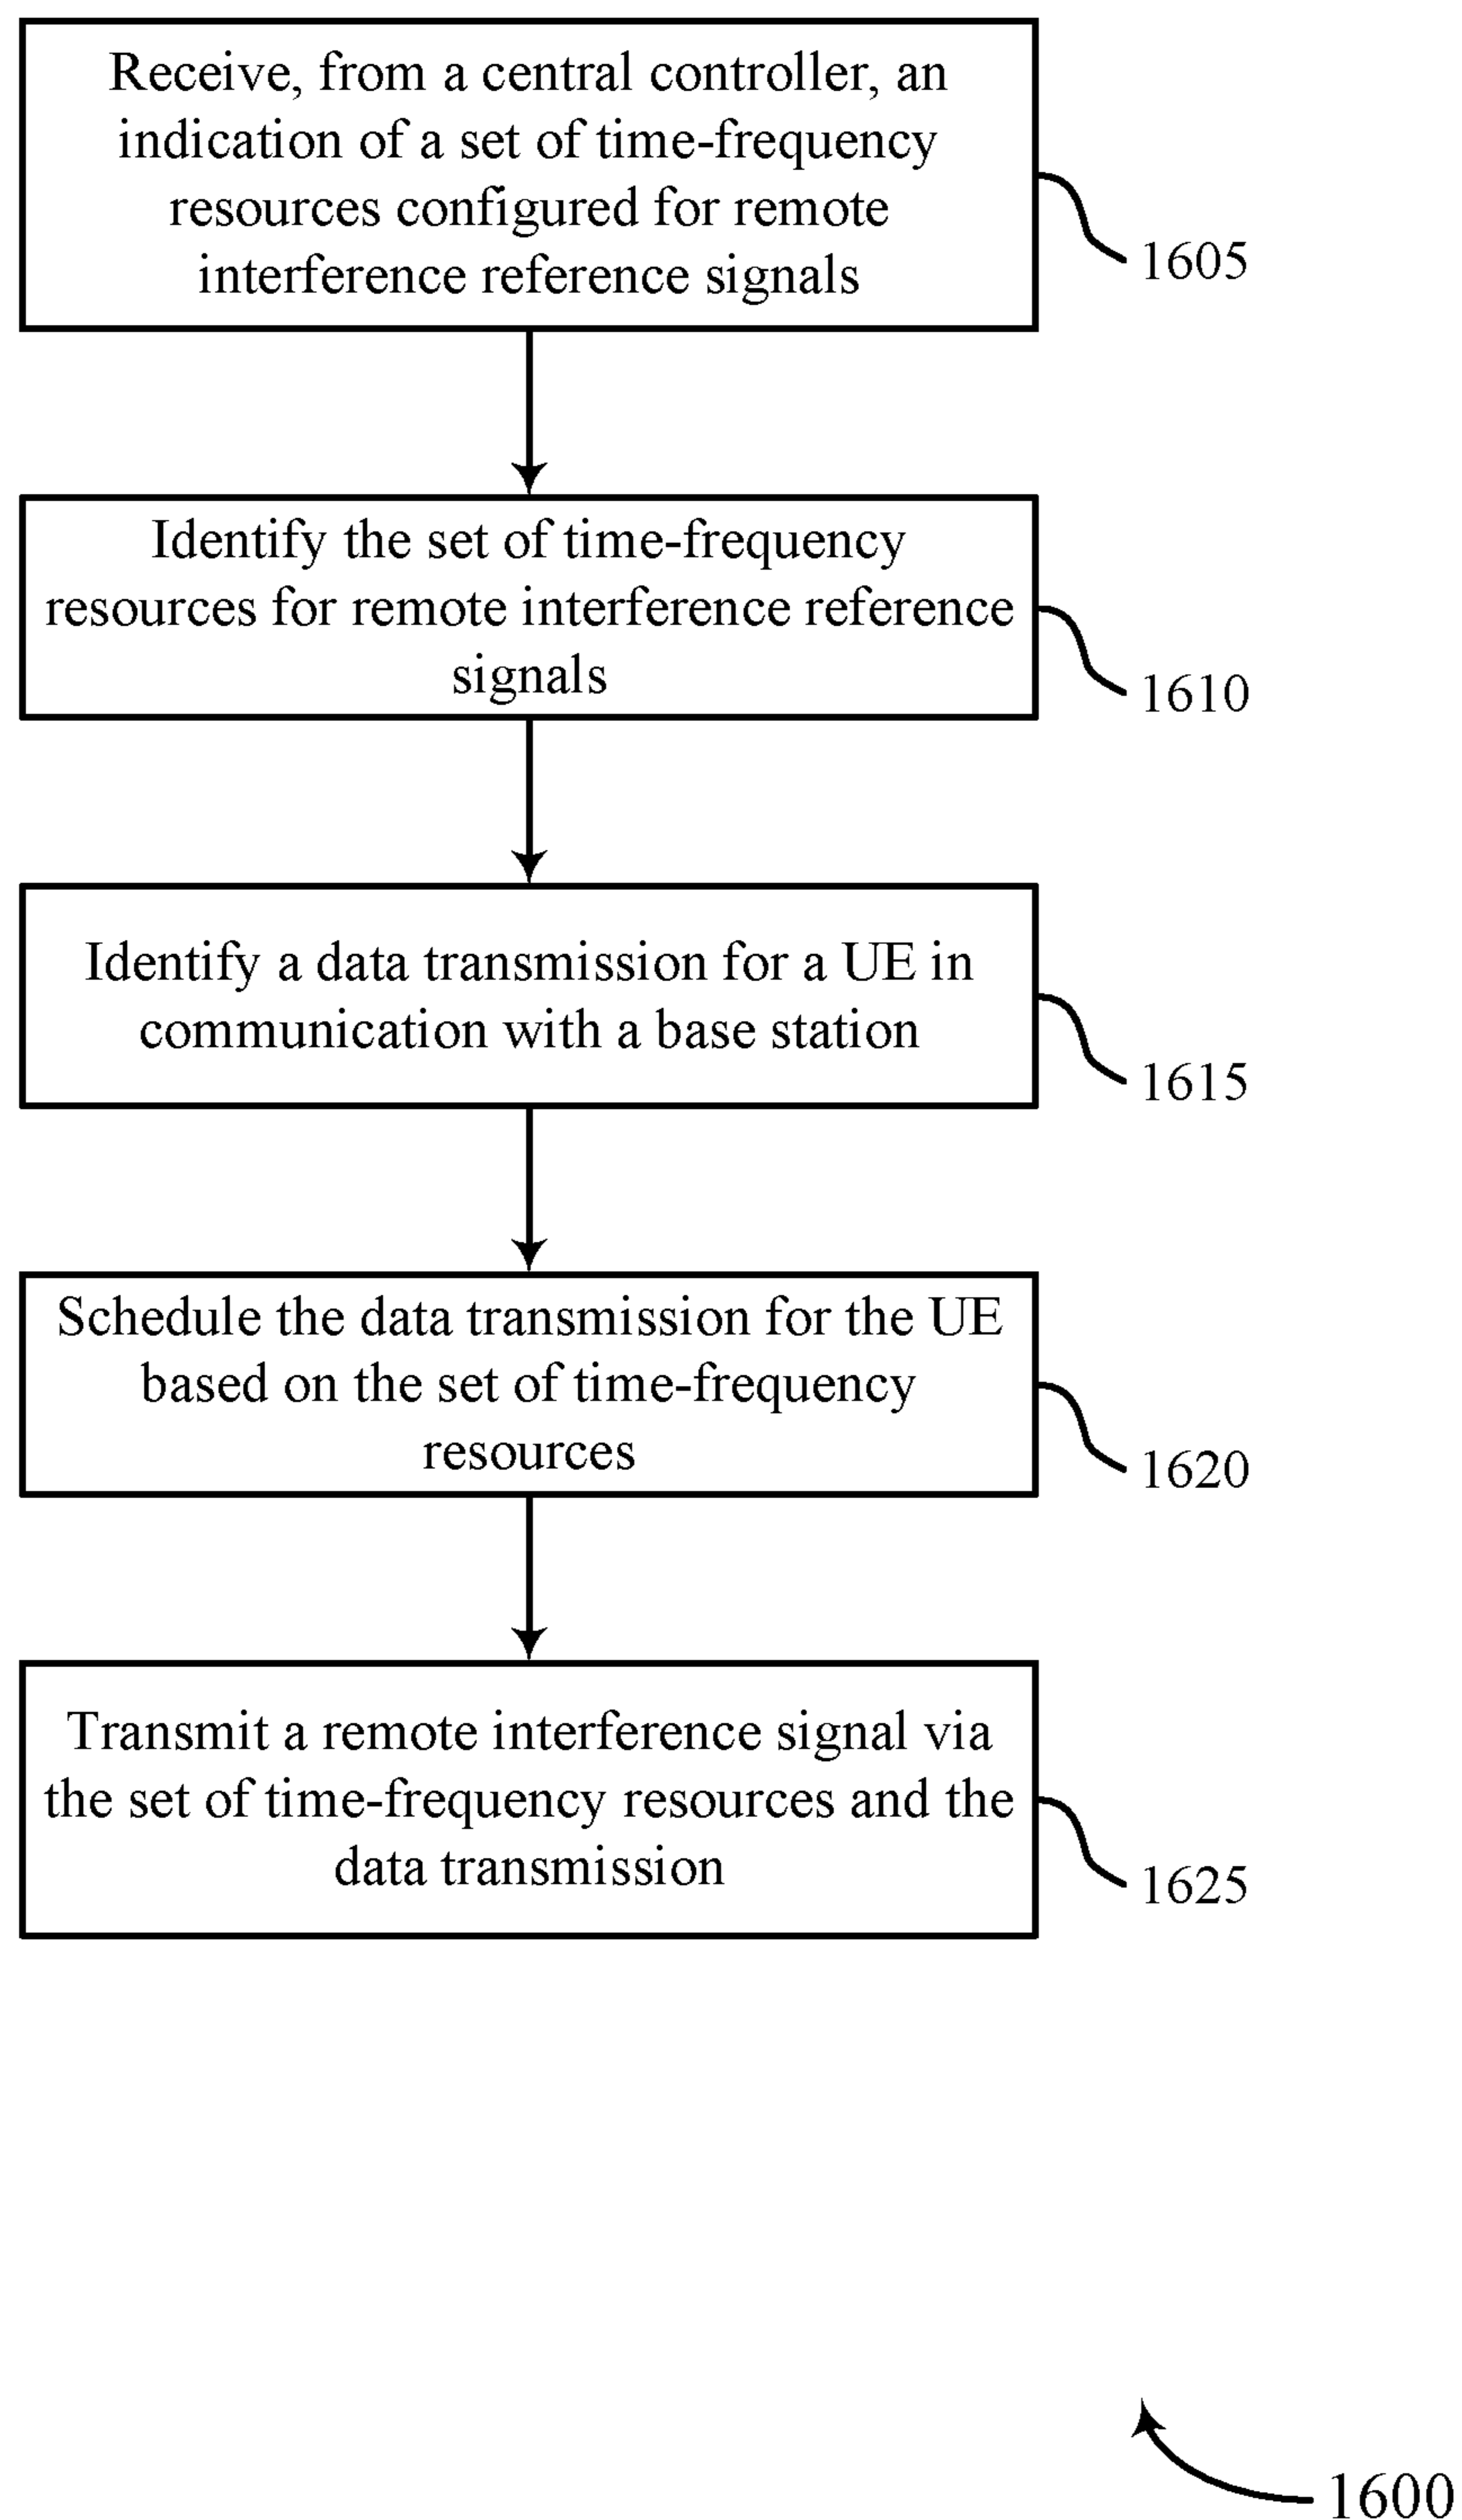 Receive, from a central controller, an
indication of a set of time-frequency
resources configured for remote
interference reference signals
1605
Identify the set of time-frequency
resources for remote interference reference
signals
1610
Identify a data transmission for a UE in
communication with a base station
1615
Schedule the data transmission for the UE
based on the set of time-frequency
resources
1620
Transmit a remote interference signal via
the set of time-frequency resources and the
data transmission
1625
1600